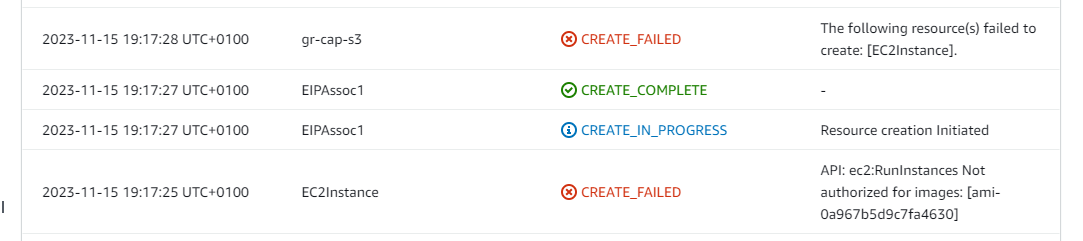 The following resource(s) failed to
2023-11-15 19:17:28 UTC+0100 gr-cap-s3 CREATE_FAILED
create: [EC2Instance].
2023-11-15 19:17:27 UTC+0100 EIPAssoc1 CREATE_COMPLETE -
2023-11-15 19:17:27 UTC+0100 EIPAssoc1 CREATE_IN_PROGRESS Resource creation Initiated
API: ec2:RunInstances Not
2023-11-15 19:17:25 UTC+0100 EC2Instance CREATE_FAILED authorized for images: [ami-
0a967b5d9c7fa4630]